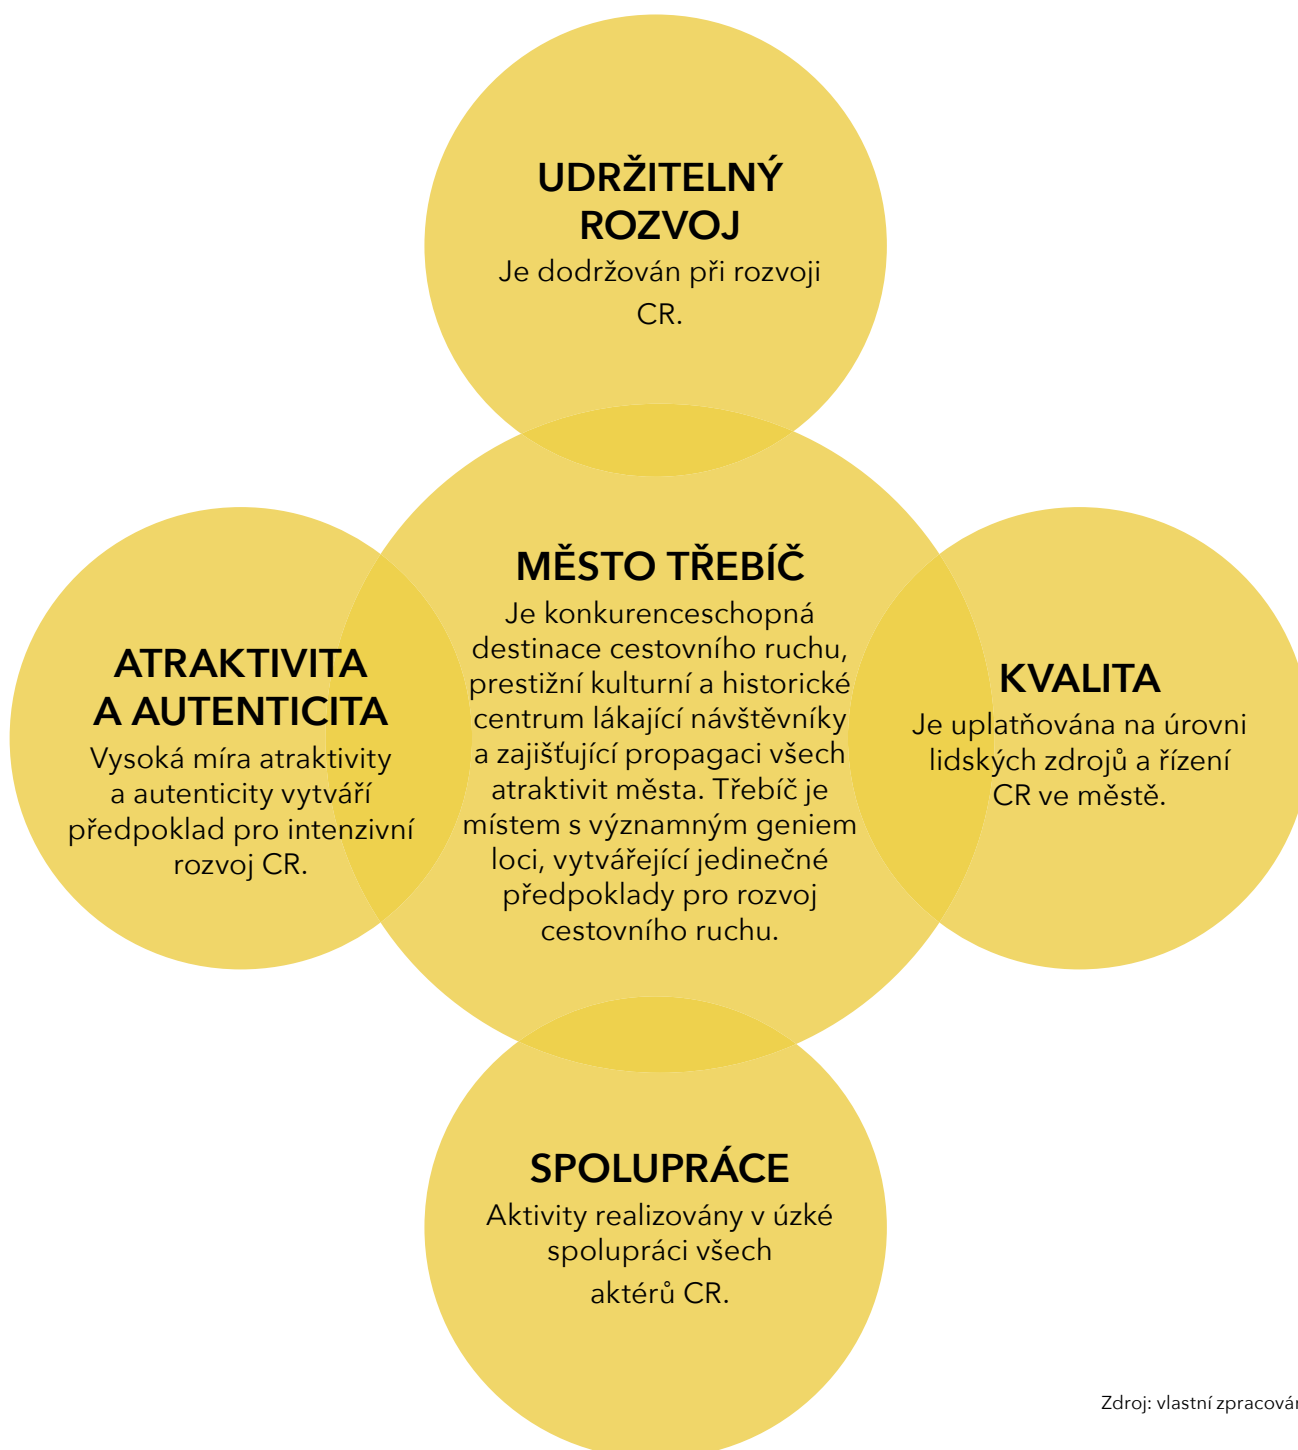 UDRŽITELNÝ
ROZVOJ
Je dodržován při rozvoji
CR.
MĚSTO TŘEBÍČ
Je konkurenceschopná
destinace cestovního ruchu,
prestižní kulturní a historické
centrum lákající návštěvníky
a zajišťující propagaci všech
atraktivit města. Třebíč je
místem s významným geniem
loci, vytvářející jedinečné
předpoklady pro rozvoj
cestovního ruchu.
ATRAKTIVITA
A AUTENTICITA
Vysoká míra atraktivity
a autenticity vytváří
předpoklad pro intenzivní
rozvoj CR.
KVALITA
Je uplatňována na úrovni
lidských zdrojů a řízení
CR ve městě.
SPOLUPRÁCE
Aktivity realizovány v úzké
spolupráci všech
aktérů CR.
Zdroj: vlastní